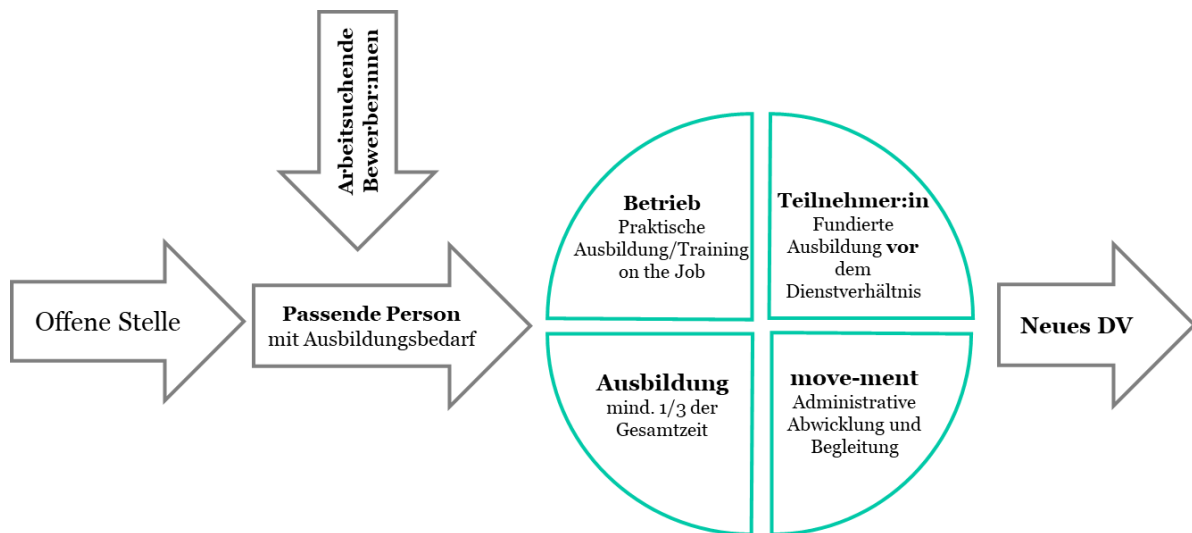 Arbeitsuchende
Bewerber:nnen
Offene Stelle
Passende Person
mit Ausbildungsbedarf
Betrieb
Praktische
Ausbildung/Training
on the Job
Teilnehmer:in
Fundierte
Ausbildung vor
dem
Dienstverhältnis
Ausbildung
mind. 1/3 der
Gesamtzeit
move-ment
Administrative
Abwicklung und
Begleitung
Neues DV